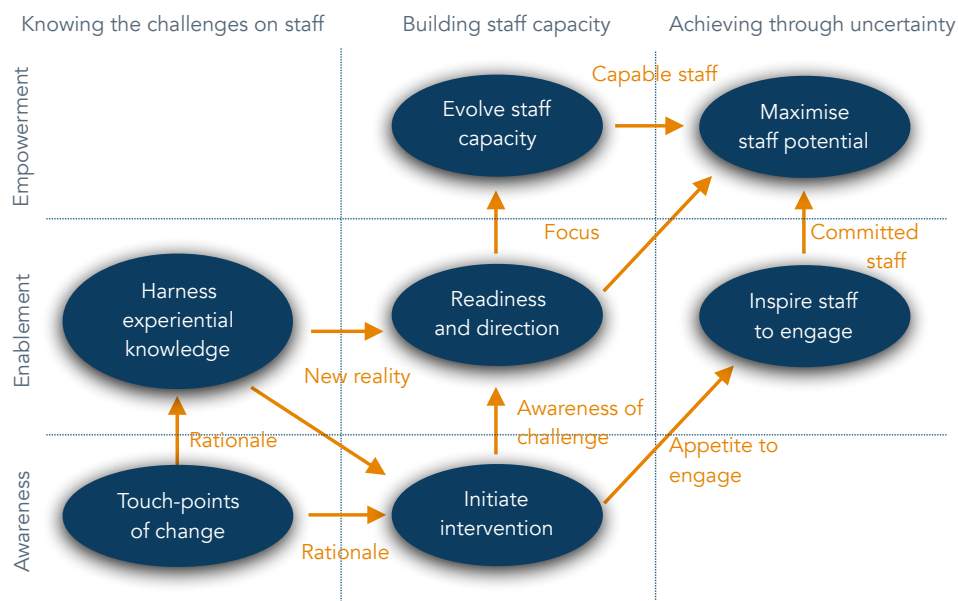 Knowing the challenges on staff
Building staff capacity
Achieving through uncertainty
Empowerment
Evolve staff
capacity
Capable staff
Maximise
staff potential
Focus
Committed
staff
Enablement
Harness
experiential
knowledge
New reality
Readiness
and direction
Inspire staff
to engage
Rationale
Awareness of
challenge
Appetite to
engage
Awareness
Touch-points
of change
Rationale
Initiate
intervention